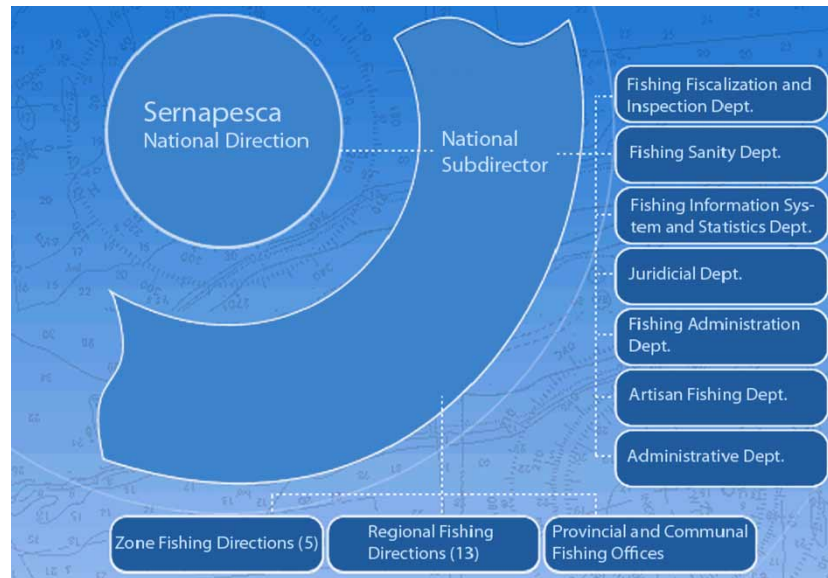 Sernapesca
National Direction
National
Subdirector
Fishing Fiscalization and
Inspection Dept.
Fishing Sanity Dept.
Fishing Information Sys-
tem and Statistics Dept.
Juridicial Dept.
Fishing Administration
Dept.
Artisan Fishing Dept.
Administrative Dept.
Zone Fishing Directions (5)
Regional Fishing
Directions (13)
Provincial and Communal
Fishing Offices